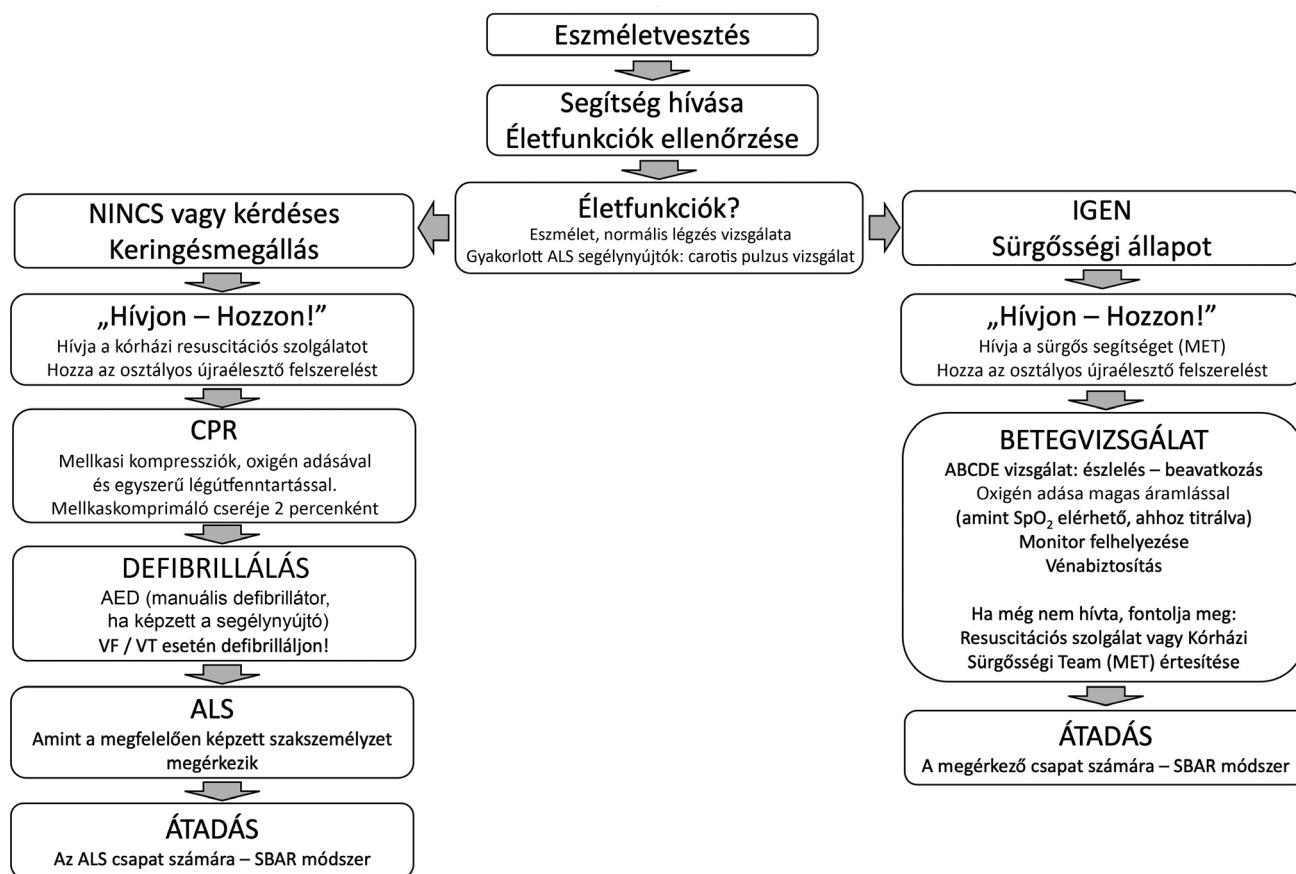 Eszméletvesztés
Segítség hívása
Életfunkciók ellenőrzése
Életfunkciók?
Eszmélet, normális légzés vizsgálata
Gyakorlott ALS segélynyújtók: carotis pulzus vizsgálat
NINCS vagy kérdéses
Keringésmegállás
„Hívjon – Hozzon!”
Hívja a kórházi resuscitációs szolgálatot
Hozza az osztályos újraélesztő felszerelést
CPR
Mellkasi kompressziók, oxigén adásával
és egyszerű légútfenntartással.
Mellkaskomprimáló cseréje 2 percenként
DEFIBRILLÁLÁS
AED (manuális defibrillátor,
ha képzett a segélynyújtó)
VF / VT esetén defibrilláljon!
ALS
Amint a megfelelően képzett szakszemélyzet
megérkezik
ÁTADÁS
Az ALS csapat számára – SBAR módszer
IGEN
Sürgősségi állapot
„Hívjon – Hozzon!”
Hívja a sürgős segítséget (MET)
Hozza az osztályos újraélesztő felszerelést
BETEGVIZSGÁLAT
ABCDE vizsgálat: észlelés – beavatkozás
Oxigén adása magas áramlással
(amint SpO₂ elérhető, ahhoz titrálva)
Monitor felhelyezése
Vénabiztosítás
Ha még nem hívta, fontolja meg:
Resuscitációs szolgálat vagy Kórházi
Sürgősségi Team (MET) értesítése
ÁTADÁS
A megérkező csapat számára – SBAR módszer